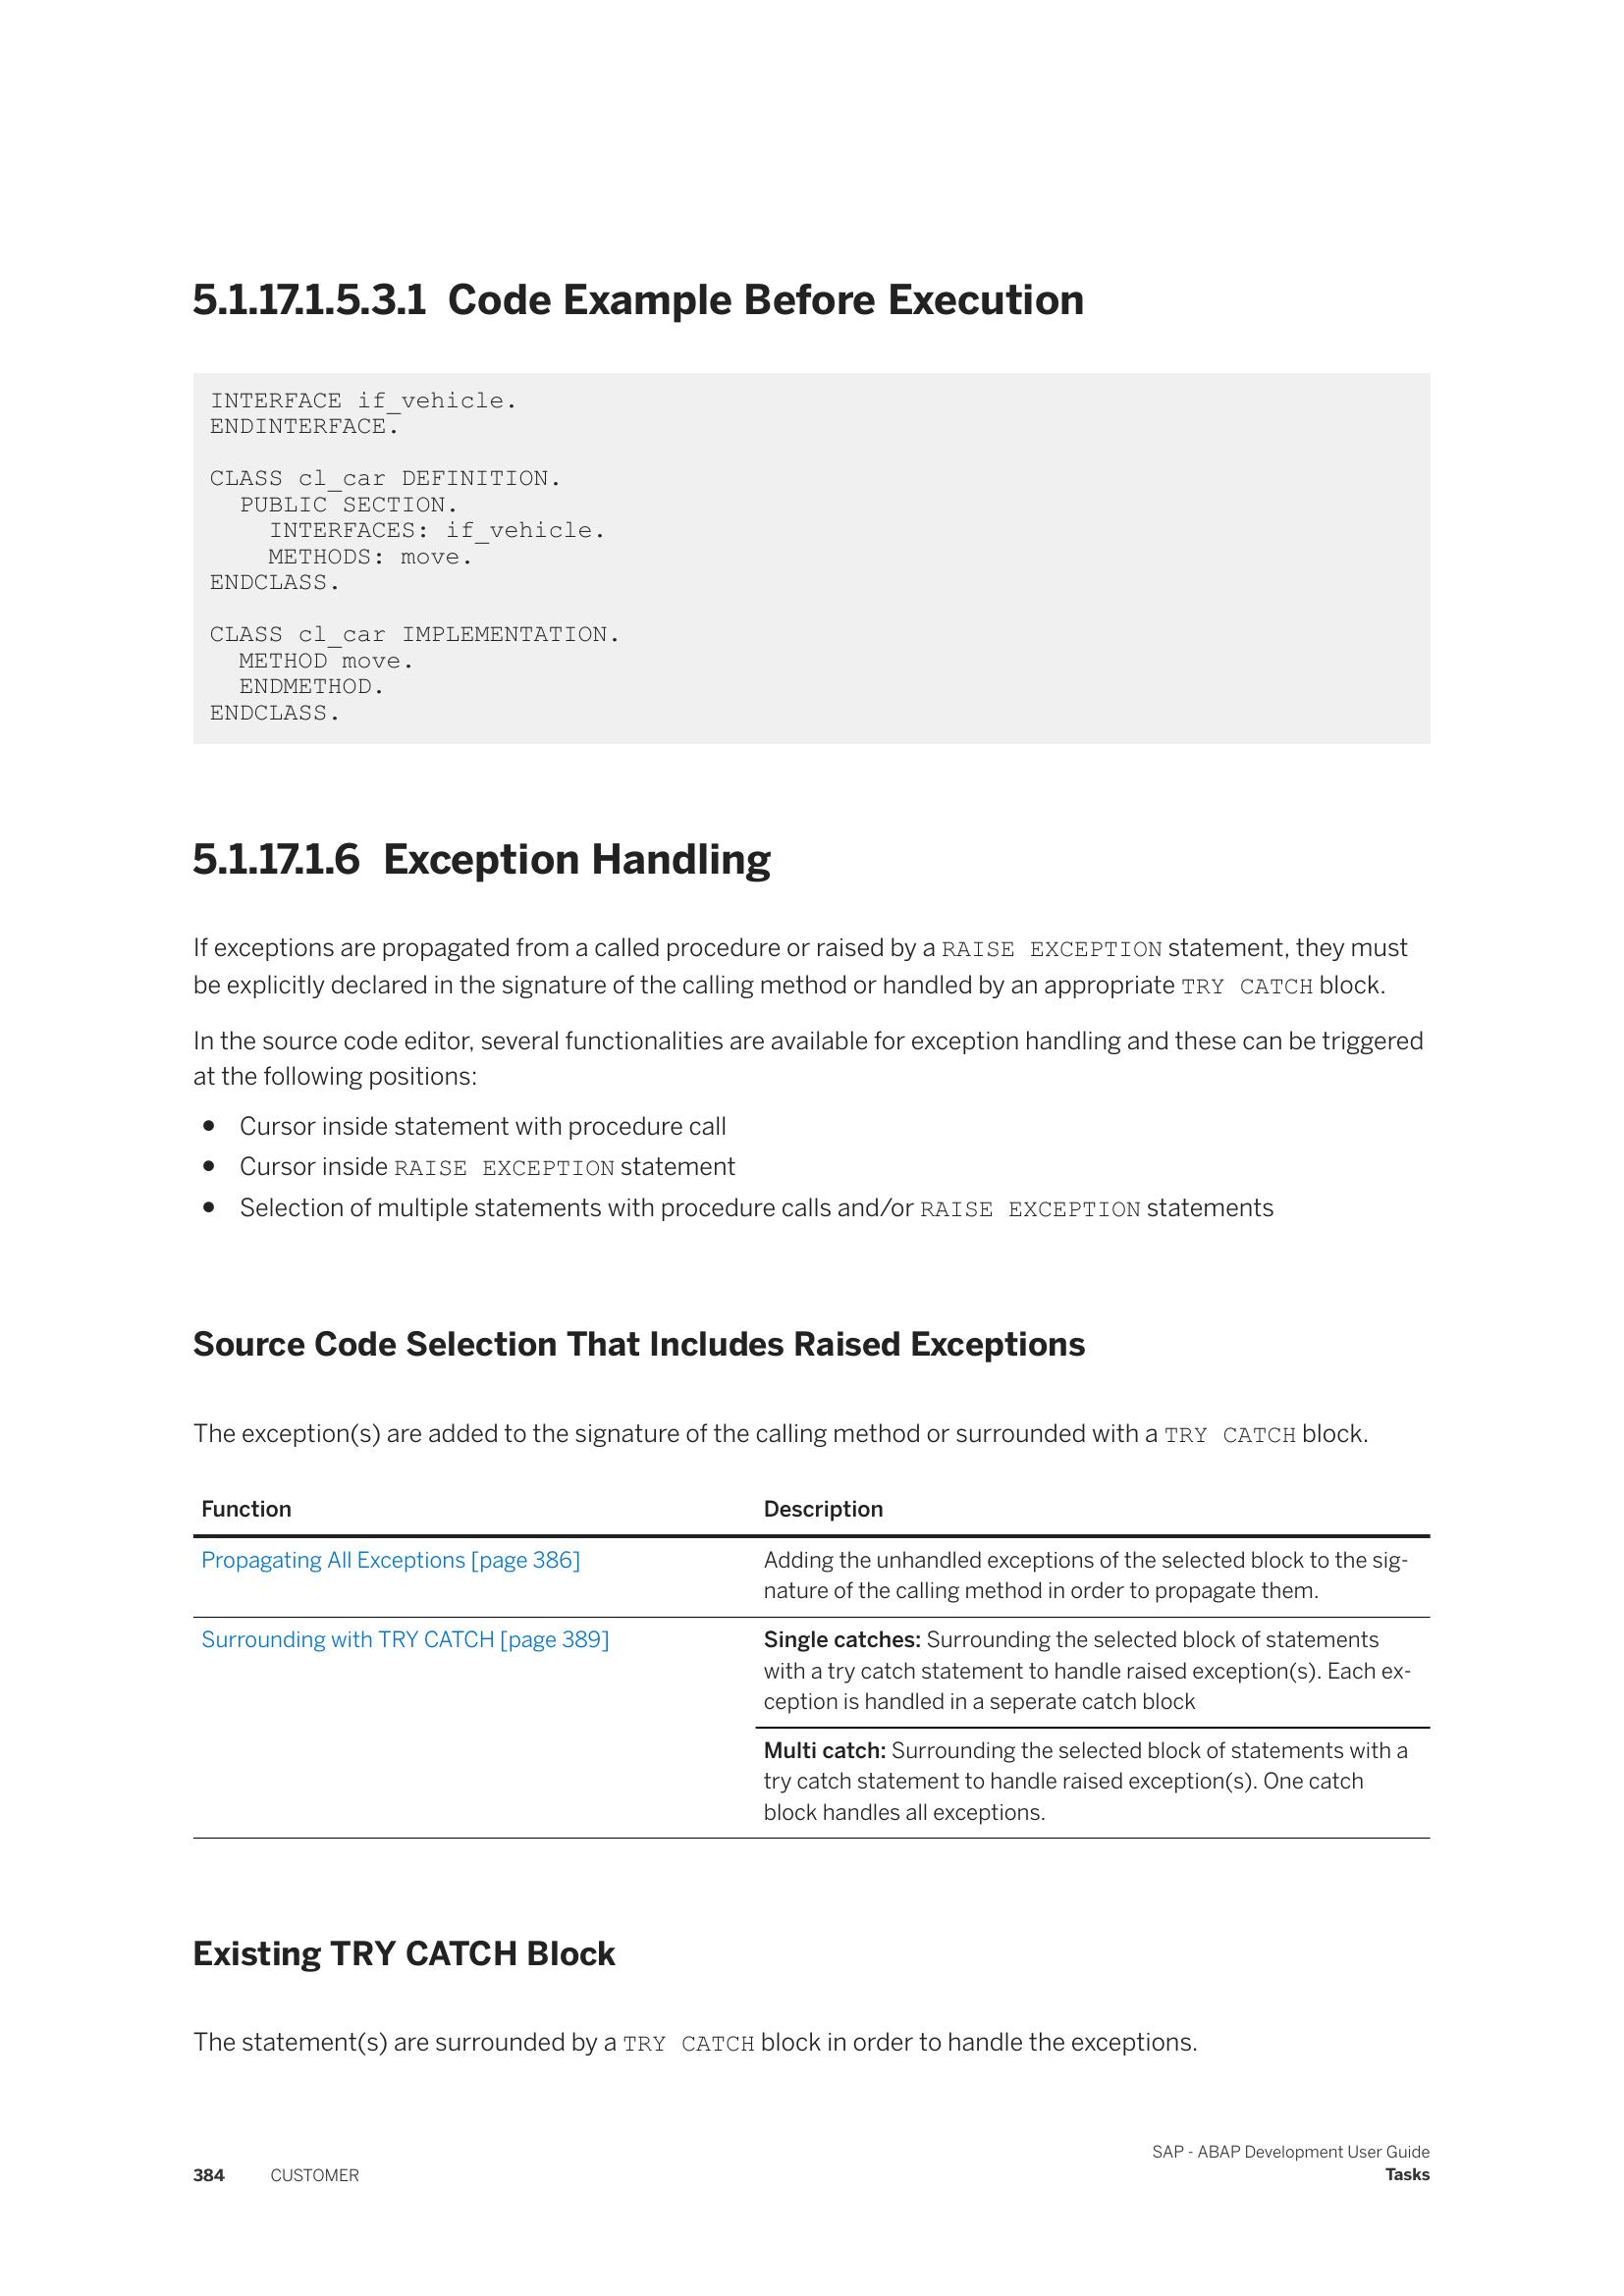 5.1.17.1.5.3.1 Code Example Before Execution
INTERFACE if_vehicle.
ENDINTERFACE.
CLASS cl_car DEFINITION.
PUBLIC SECTION.
INTERFACES: if_vehicle.
METHODS: move.
ENDCLASS.
CLASS cl_car IMPLEMENTATION.
METHOD move.
ENDMETHOD.
ENDCLASS.
5.1.17.1.6 Exception Handling
If exceptions are propagated from a called procedure or raised by a RAISE EXCEPTION statement, they must
be explicitly declared in the signature of the calling method or handled by an appropriate TRY CATCH block.
In the source code editor, several functionalities are available for exception handling and these can be triggered
at the following positions:
● Cursor inside statement with procedure call
● Cursor inside RAISE EXCEPTION statement
● Selection of multiple statements with procedure calls and/or RAISE EXCEPTION statements
Source Code Selection That Includes Raised Exceptions
The exception(s) are added to the signature of the calling method or surrounded with a TRY CATCH block.
Function Description
Propagating All Exceptions [page 386] Adding the unhandled exceptions of the selected block to the sig-
nature of the calling method in order to propagate them.
Surrounding with TRY CATCH [page 389] Single catches: Surrounding the selected block of statements
with a try catch statement to handle raised exception(s). Each ex-
ception is handled in a seperate catch block
Multi catch: Surrounding the selected block of statements with a
try catch statement to handle raised exception(s). One catch
block handles all exceptions.
Existing TRY CATCH Block
The statement(s) are surrounded by a TRY CATCH block in order to handle the exceptions.
SAP - ABAP Development User Guide
384 CUSTOMER Tasks